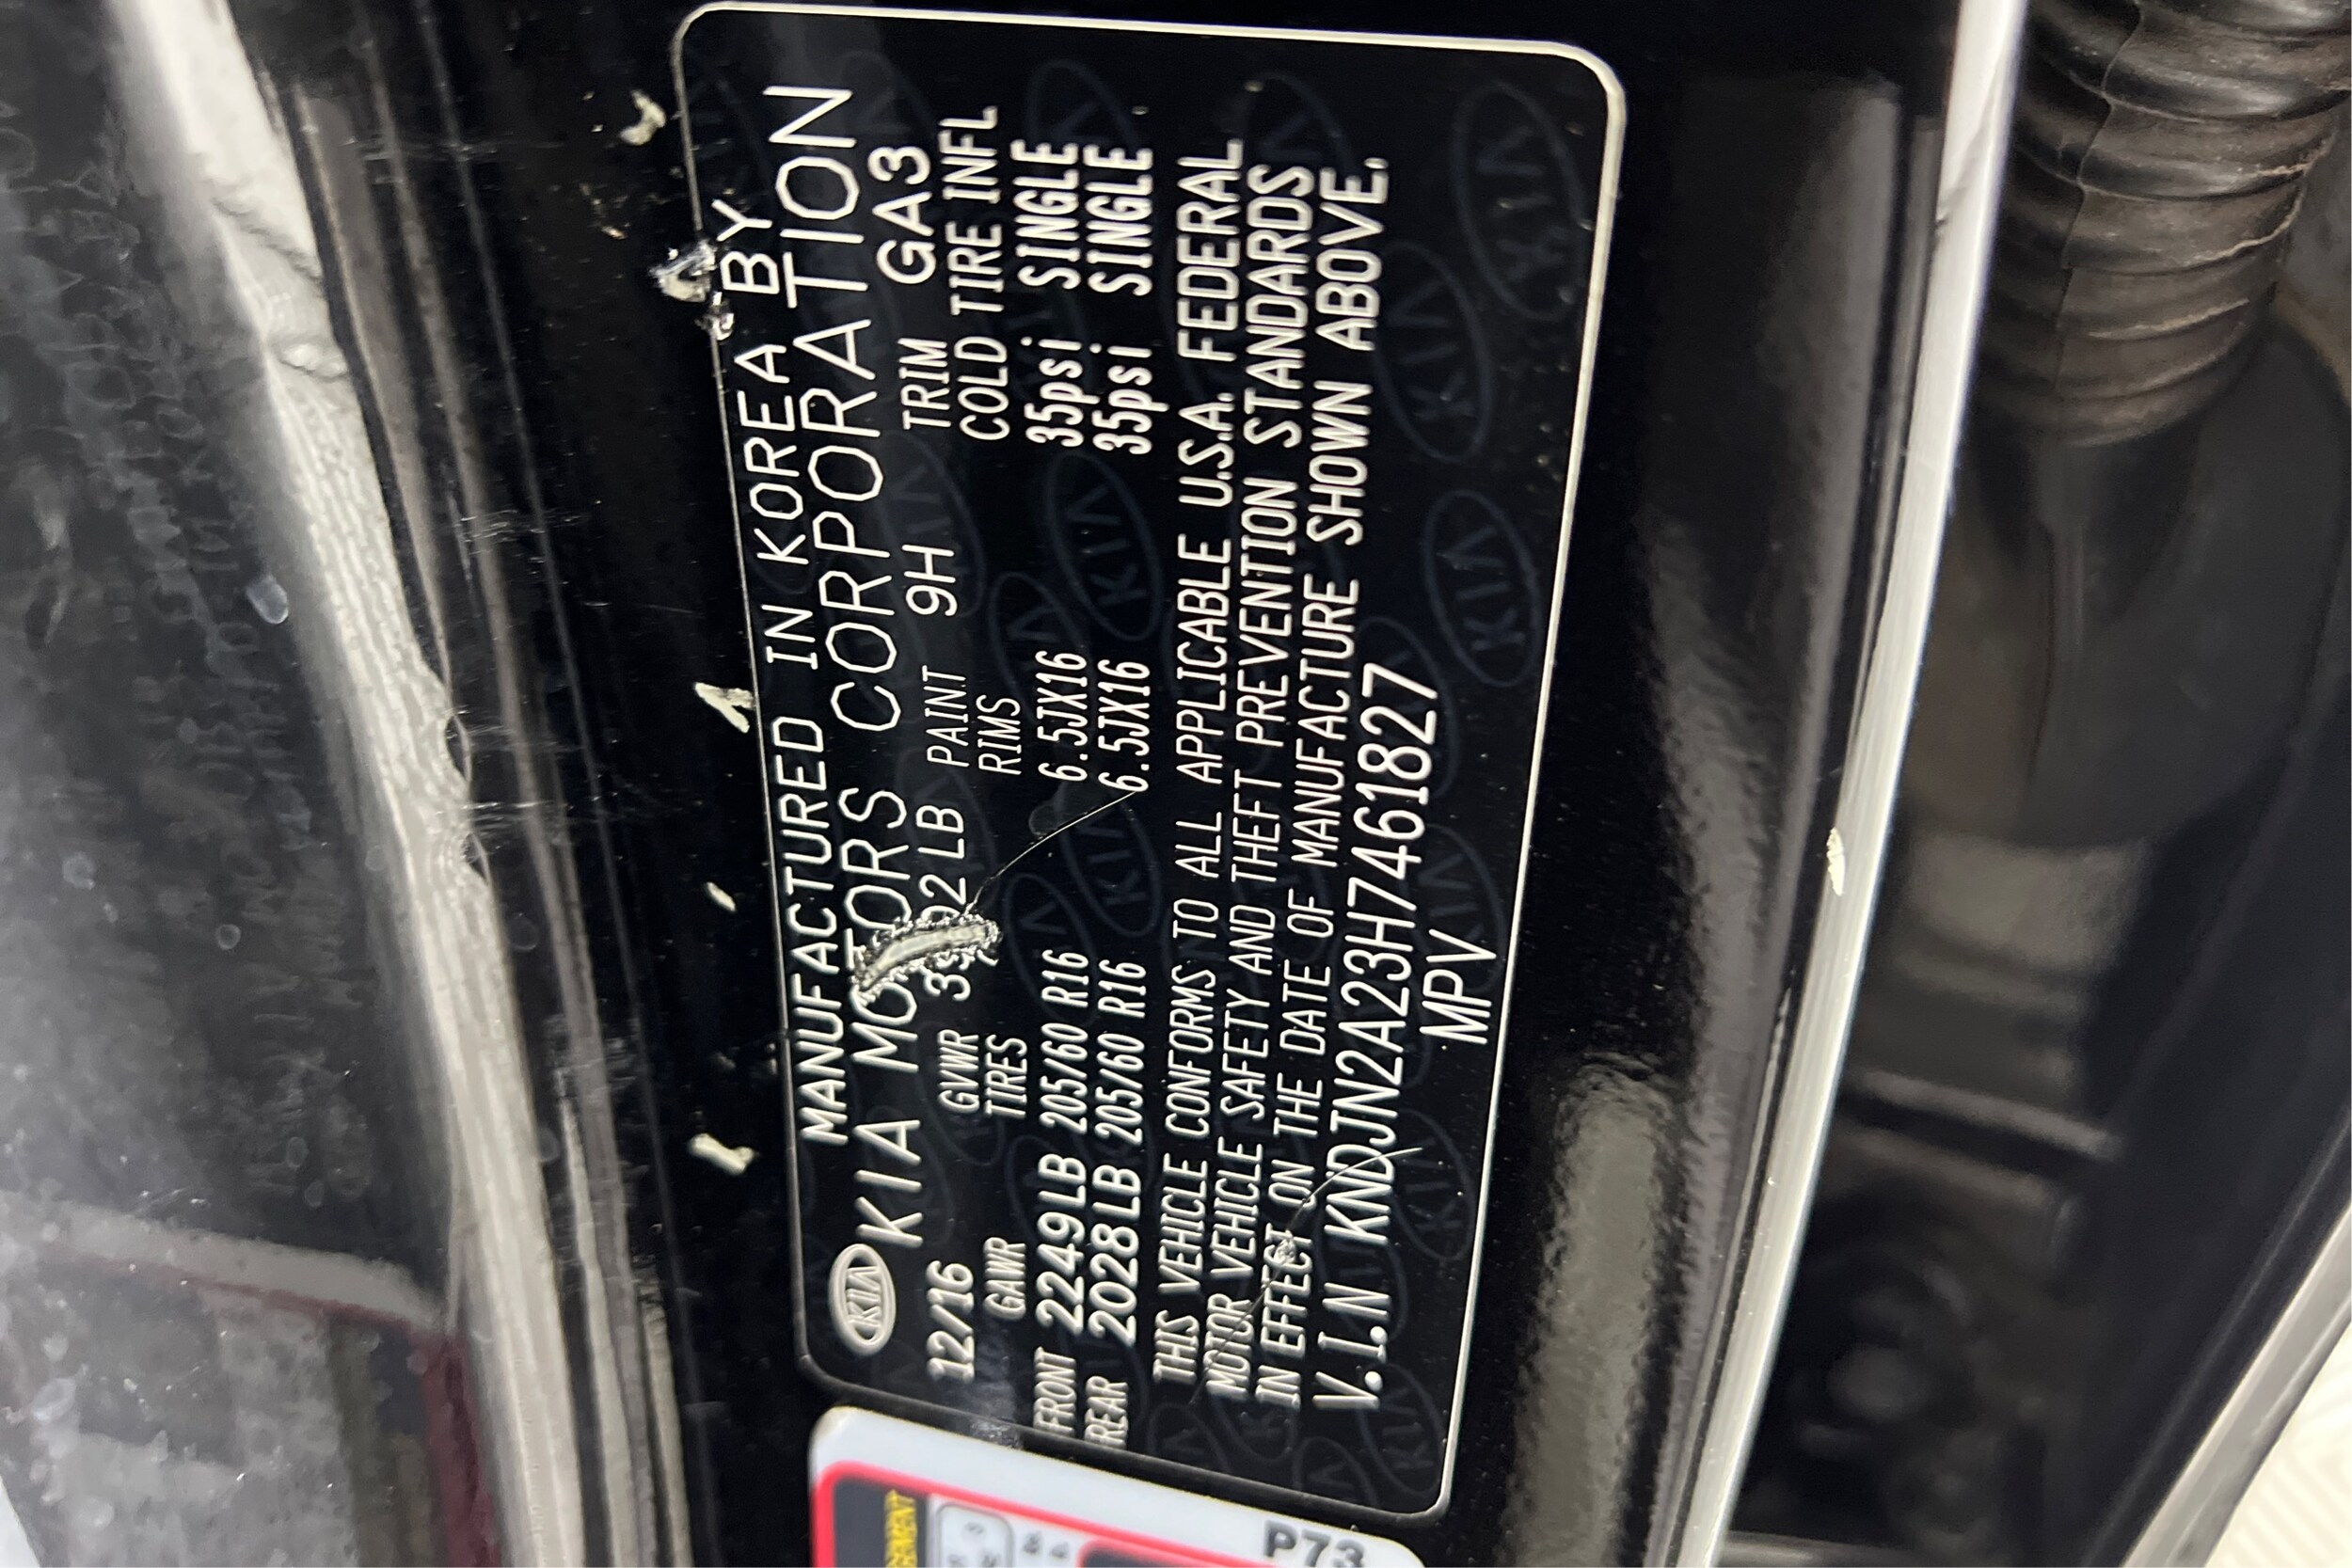 MANUFACTURED IN KOREA BY
KIA KIA MOTORS CORPORATION
12/16 GVWR LB PAINT 9H TRIM GA3
GAWR TIRES RIMS COLD TIRE INFL
FRONT 2249LB 205/60 R16 6.5JX16 35psi SINGLE
REAR 2028LB 205/60 R16 6.5JX16 35psi SINGLE
THIS VEHICLE CONFORMS TO ALL APPLICABLE U.S.A. FEDERAL
MOTOR VEHICLE SAFETY AND THEFT PREVENTION STANDARDS
IN EFFECT ON THE DATE OF MANUFACTURE SHOWN ABOVE.
V.I.N KNDJN2A23H7461827
MPV
P73